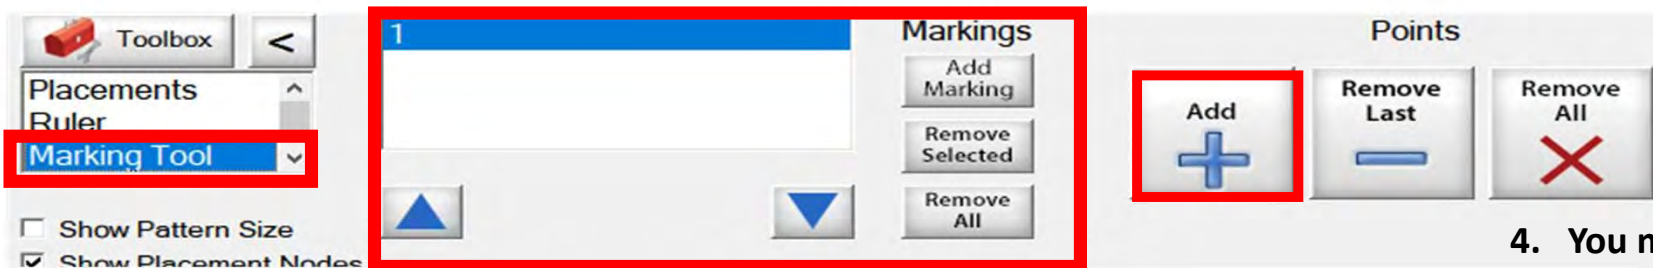 Toolbox <
Placements
Ruler
Marking Tool
Show Pattern Size
Show Placement Nodes
1
Markings
Add
Marking
Remove
Selected
Remove
All
Points
Add
Remove
Last
Remove
All
4. You